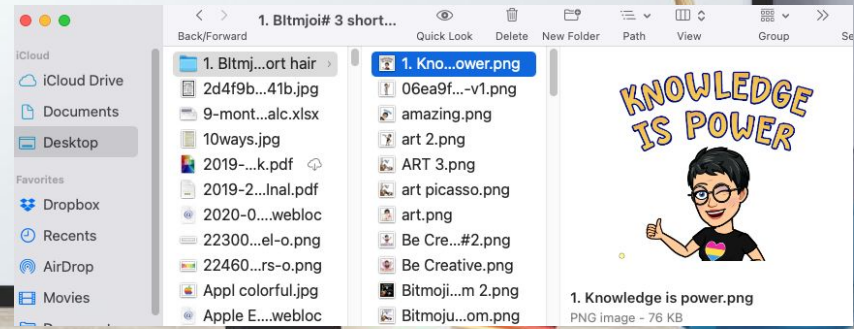 1. Bltmjoi# 3 short...
Back/Forward
Quick Look
Delete
New Folder
Path
View
Group
iCloud
iCloud Drive
Documents
Desktop
Favorites
Dropbox
Recents
AirDrop
Movies
1. Bltmj...ort hair
2d4f9b...41b.jpg
9-mont...alc.xlsx
10ways.jpg
2019-...k.pdf
2019-2...lnal.pdf
2020-0....webloc
22300...el-o.png
22460...rs-o.png
Appl colorful.jpg
Apple E....webloc
1. Kno...ower.png
06ea9f...-v1.png
amazing.png
art 2.png
ART 3.png
art picasso.png
art.png
Be Cre...#2.png
Be Creative.png
Bitmoji...m 2.png
Bitmoju...om.png
KNOWLEDGE
IS POWER
1. Knowledge is power.png
PNG image - 76 KB